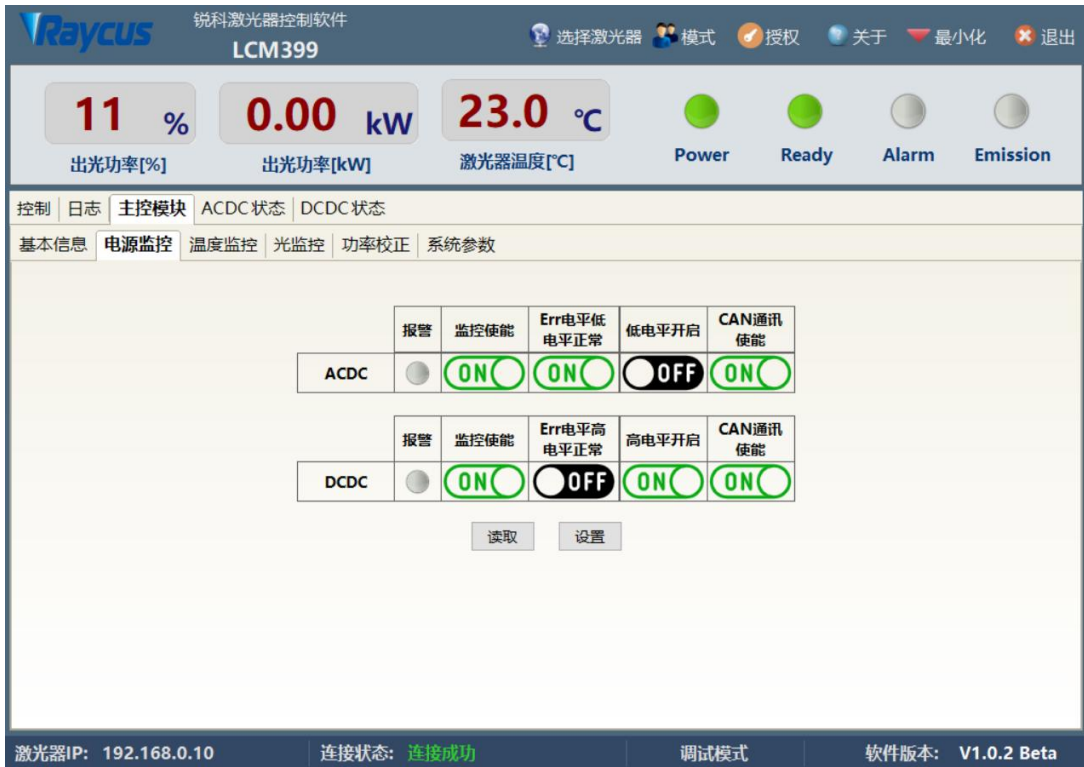 Raycus
锐科激光器控制软件
LCM399
选择激光器 模式 授权 关于 最小化 退出
11 % 0.00 kW 23.0 ℃
出光功率[%] 出光功率[kW] 激光器温度[℃] Power Ready Alarm Emission
控制 日志 主控模块 ACDC状态 DCDC状态
基本信息 电源监控 温度监控 光监控 功率校正 系统参数
报警 监控使能 Err电平低 低电平开启 CAN通讯
电平正常 使能
ACDC ON ON OFF ON
报警 监控使能 Err电平高 高电平开启 CAN通讯
电平正常 使能
DCDC ON OFF ON ON
读取 设置
激光器IP: 192.168.0.10 连接状态: 连接成功 调试模式 软件版本: V1.0.2 Beta